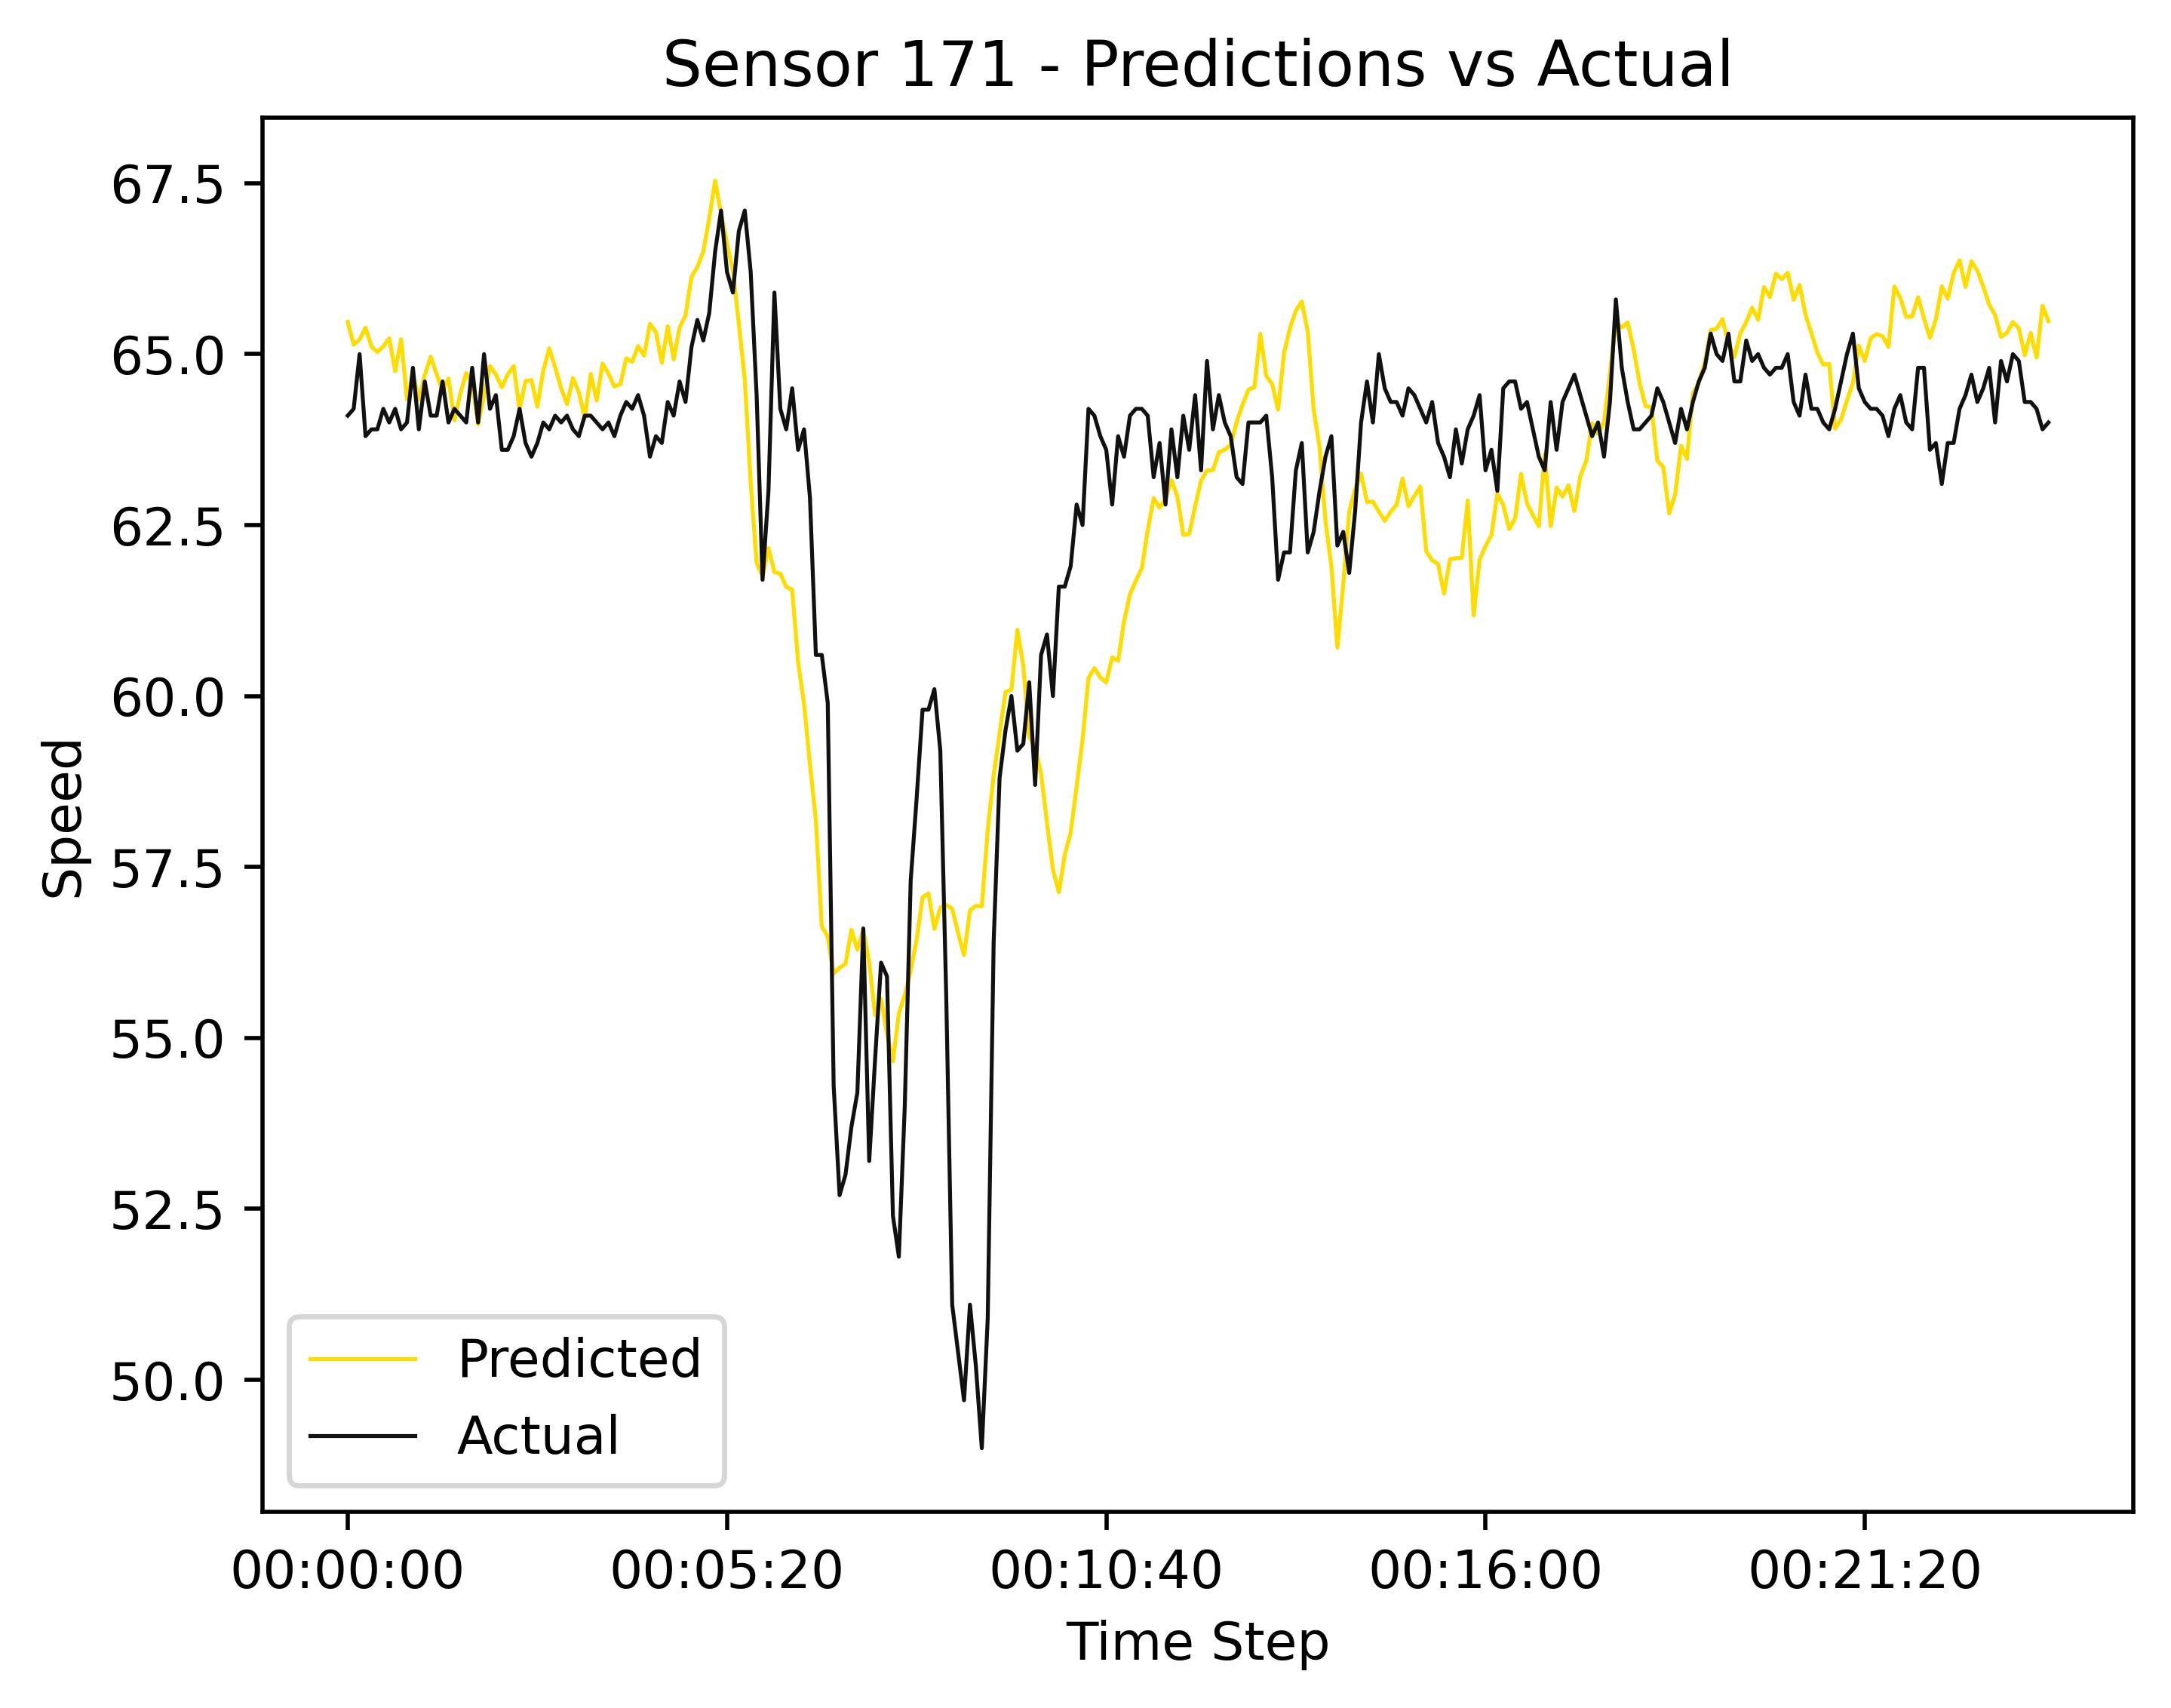 Sensor 171 - Predictions vs Actual
67.5
65.0
62.5
60.0
57.5
55.0
52.5
50.0
Speed
Predicted
Actual
00:00:00 00:05:20 00:10:40 00:16:00 00:21:20
Time Step